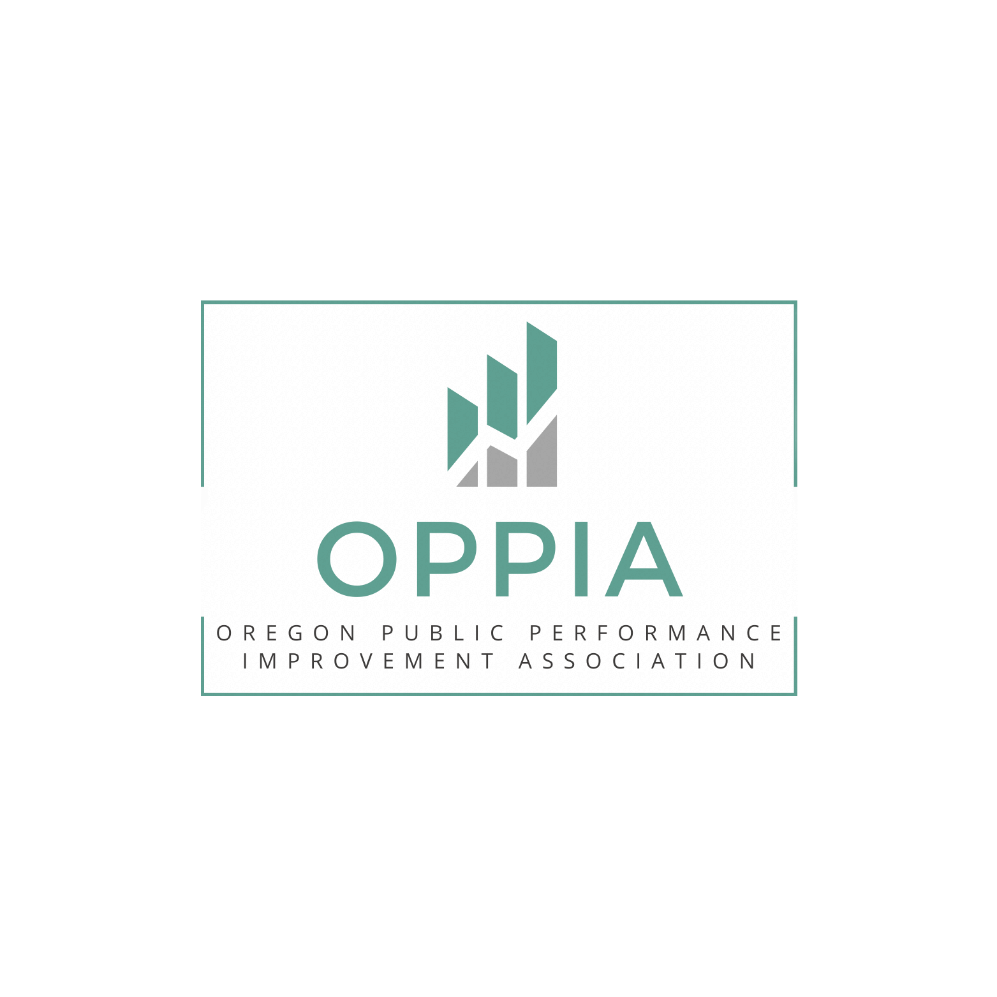 OPPIA
OREGON PUBLIC PERFORMANCE
IMPROVEMENT ASSOCIATION